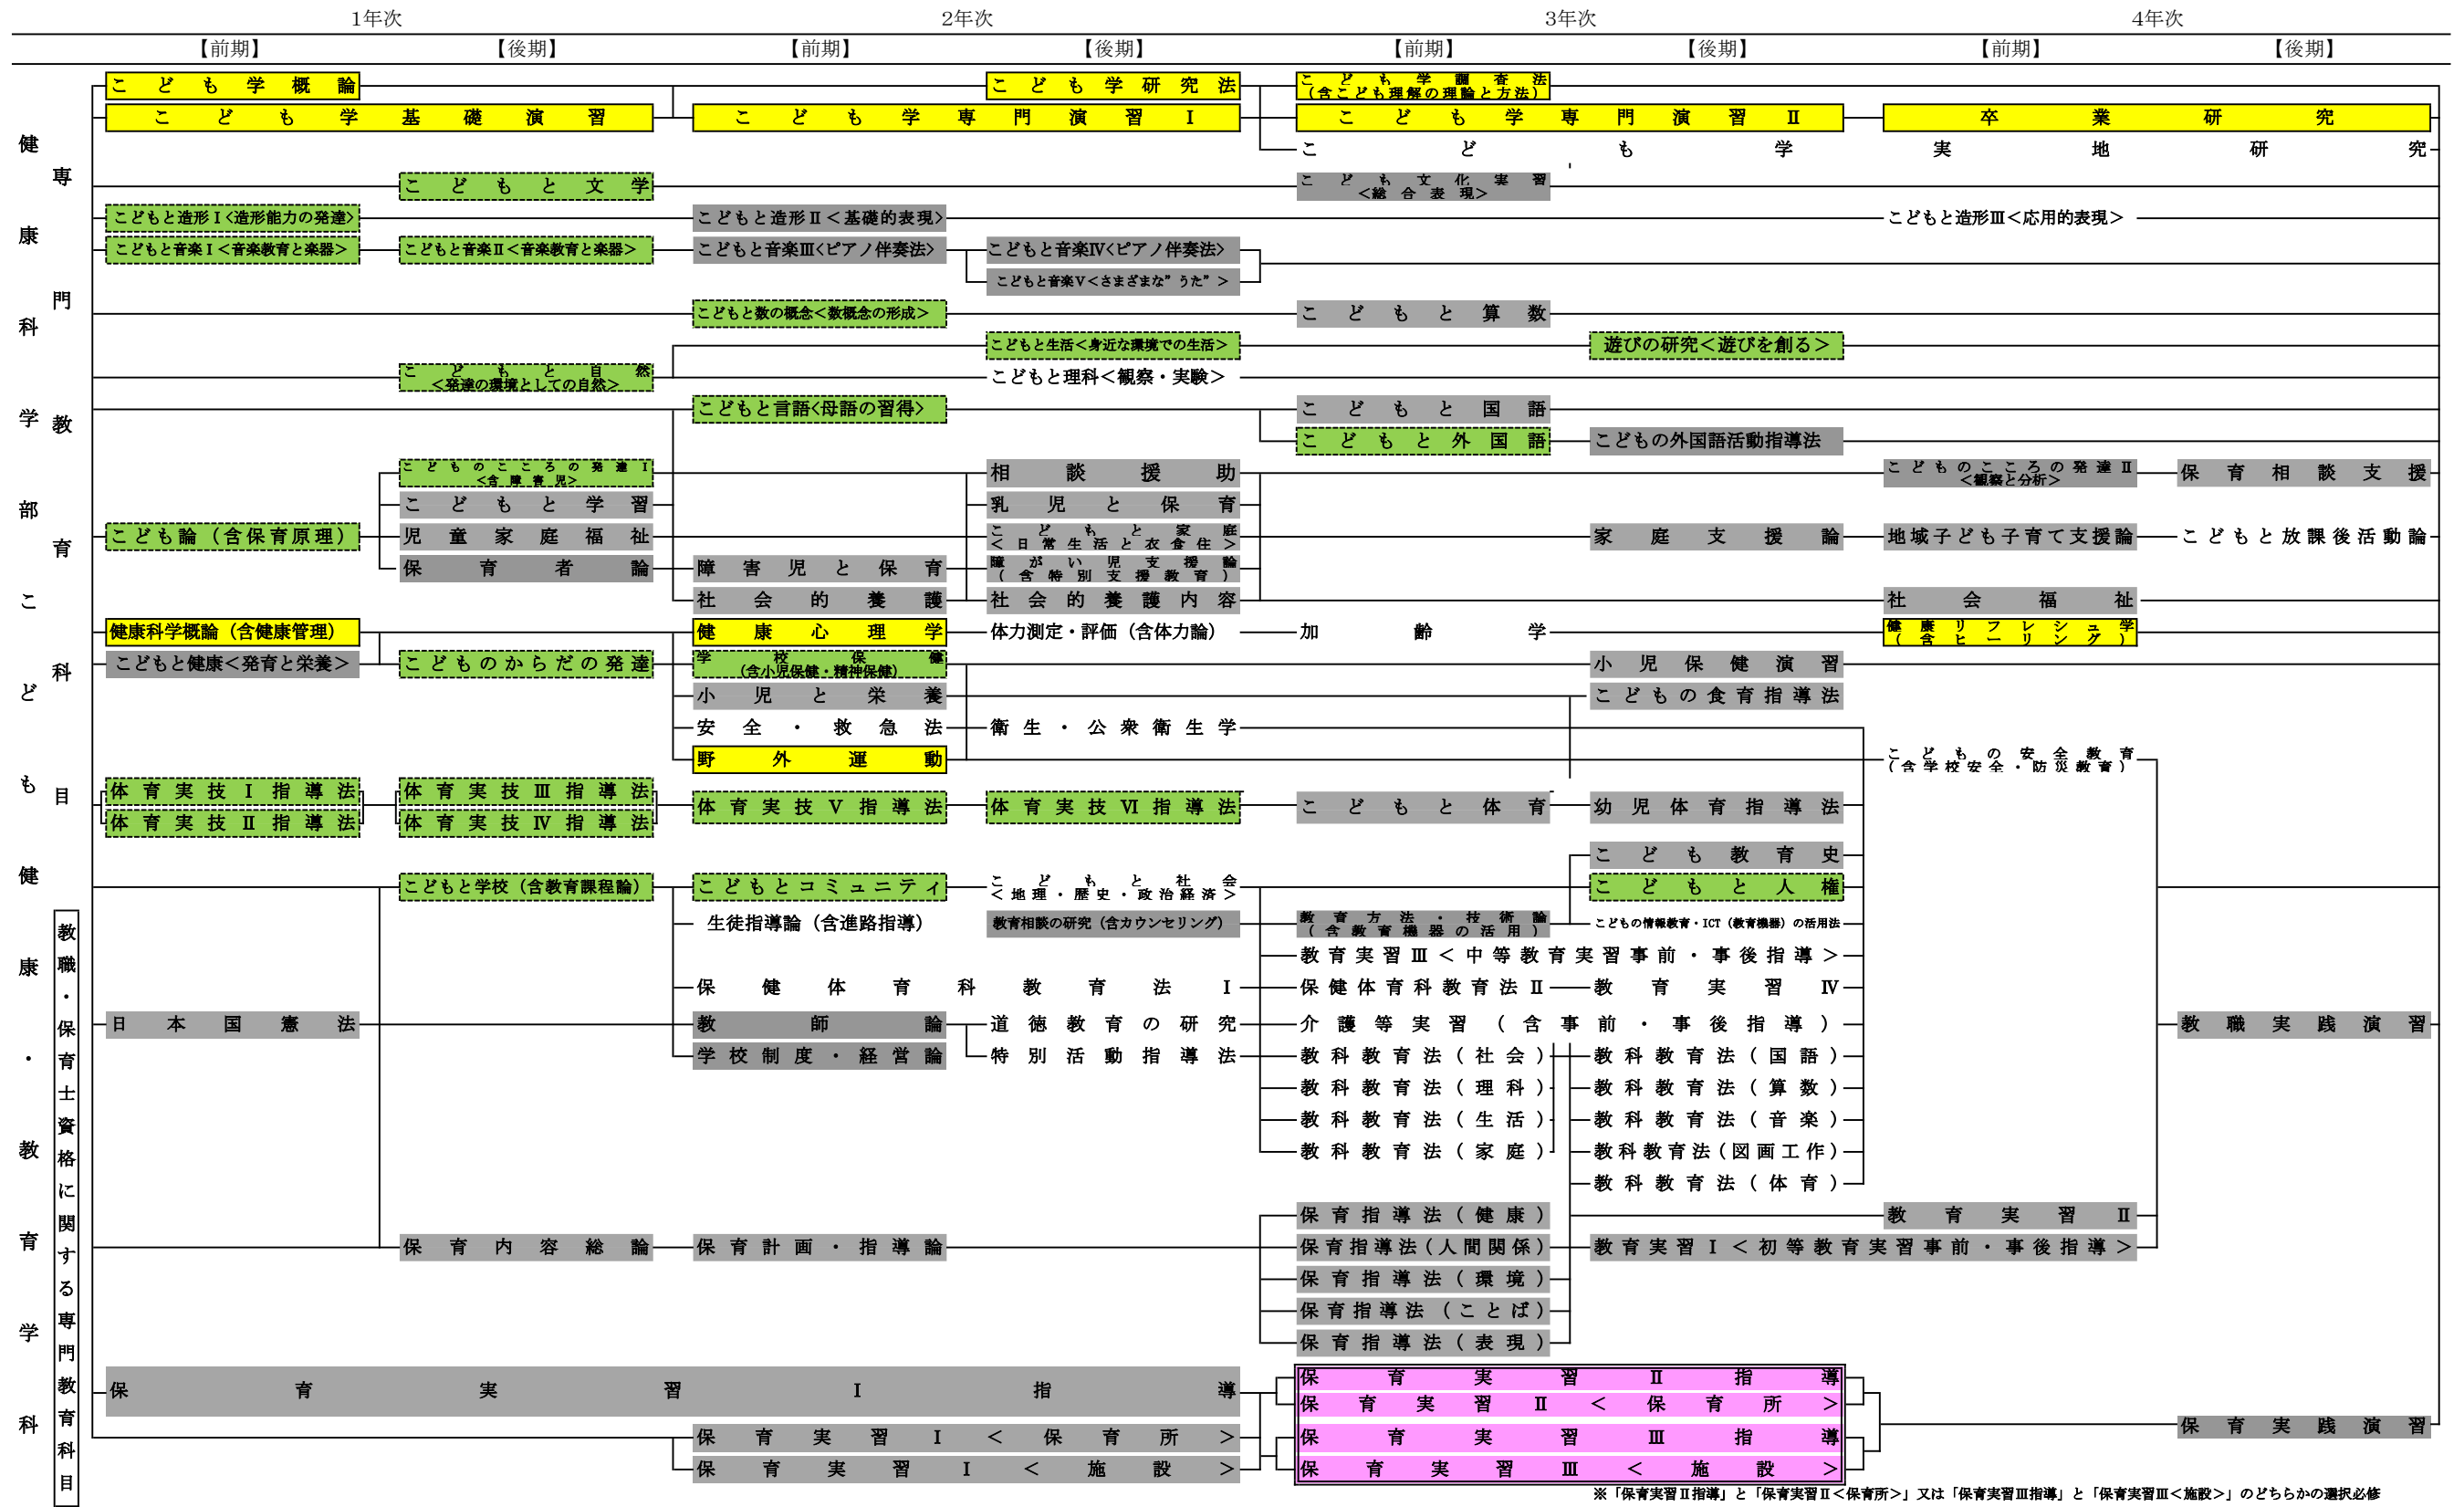 1年次 2年次 3年次 4年次
【前期】 【後期】 【前期】 【後期】 【前期】 【後期】 【前期】 【後期】
健康科学部こども健康・教育学科
専門教育科目
教職・保育士資格に関する専門教育科目
こども学概論 こども学研究法 こども学調査法
(含こども理解の理論と方法)
こども学基礎演習 こども学専門演習Ⅰ こども学専門演習Ⅱ 卒業研究
こども学実地研究
こどもと文学 こども文化実習
<総合表現>
こどもと造形Ⅰ<造形能力の発達> こどもと造形Ⅱ<基礎的表現> こどもと造形Ⅲ<応用的表現>
こどもと音楽Ⅰ<音楽教育と楽器> こどもと音楽Ⅱ<音楽教育と楽器> こどもと音楽Ⅲ<ピアノ伴奏法> こどもと音楽Ⅳ<ピアノ伴奏法>
こどもと音楽Ⅴ<さまざまな”うた”>
こどもと数の概念<数概念の形成> こどもと算数
こどもと生活<身近な環境での生活> 遊びの研究<遊びを創る>
こどもと自然
<発達の環境としての自然> こどもと理科<観察・実験>
こどもと言語<母語の習得> こどもと国語
こどもと外国語 こどもの外国語活動指導法
こどものこころの発達Ⅰ
<含障害児> 相談援助 こどものこころの発達Ⅱ
<観察と分析> 保育相談支援
こどもと学習 乳児と保育
こども論(含保育原理) 児童家庭福祉 こどもと家庭
<日常生活と衣食住> 家庭支援論 地域子ども子育て支援論 こどもと放課後活動論
保育者論 障害児と保育 障がい児支援論
(含特別支援教育)
社会的養護 社会的養護内容 社会福祉
健康科学概論(含健康管理) 健康心理学 体力測定・評価(含体力論) 加齢学 健康リフレシュ学
(含ヒーリング)
こどもと健康<発育と栄養> こどものからだの発達 学校保健
(含小児保健・精神保健) 小児保健演習
小児と栄養 こどもの食育指導法
安全・救急法 衛生・公衆衛生学
野外運動 こどもの安全教育
(含学校安全・防災教育)
体育実技Ⅰ指導法 体育実技Ⅲ指導法
体育実技Ⅴ指導法 体育実技Ⅵ指導法 こどもと体育 幼児体育指導法
体育実技Ⅱ指導法 体育実技Ⅳ指導法
こども教育史
こどもと学校(含教育課程論) こどもとコミュニティ こどもと社会
<地理・歴史・政治経済> こどもと人権
生徒指導論(含進路指導) 教育相談の研究(含カウンセリング) 教育方法・技術論
(含教育機器の活用) こどもの情報教育・ICT(教育機器)の活用法
教育実習Ⅲ<中等教育実習事前・事後指導>
保健体育科教育法Ⅰ 保健体育科教育法Ⅱ 教育実習Ⅳ
日本国憲法 教師論 道徳教育の研究 介護等実習(含事前・事後指導) 教職実践演習
学校制度・経営論 特別活動指導法 教科教育法(社会) 教科教育法(国語)
教科教育法(理科) 教科教育法(算数)
教科教育法(生活) 教科教育法(音楽)
教科教育法(家庭) 教科教育法(図画工作)
教科教育法(体育)
保育指導法(健康) 教育実習Ⅱ
保育内容総論 保育計画・指導論 保育指導法(人間関係) 教育実習Ⅰ<初等教育実習事前・事後指導>
保育指導法(環境)
保育指導法(ことば)
保育指導法(表現)
保育実習Ⅰ指導 保育実習Ⅱ指導
保育実習Ⅱ<保育所>
保育実践演習
保育実習Ⅰ<保育所> 保育実習Ⅲ指導
保育実習Ⅰ<施設> 保育実習Ⅲ<施設>
※「保育実習Ⅱ指導」と「保育実習Ⅱ<保育所>」又は「保育実習Ⅲ指導」と「保育実習Ⅲ<施設>」のどちらかの選択必修